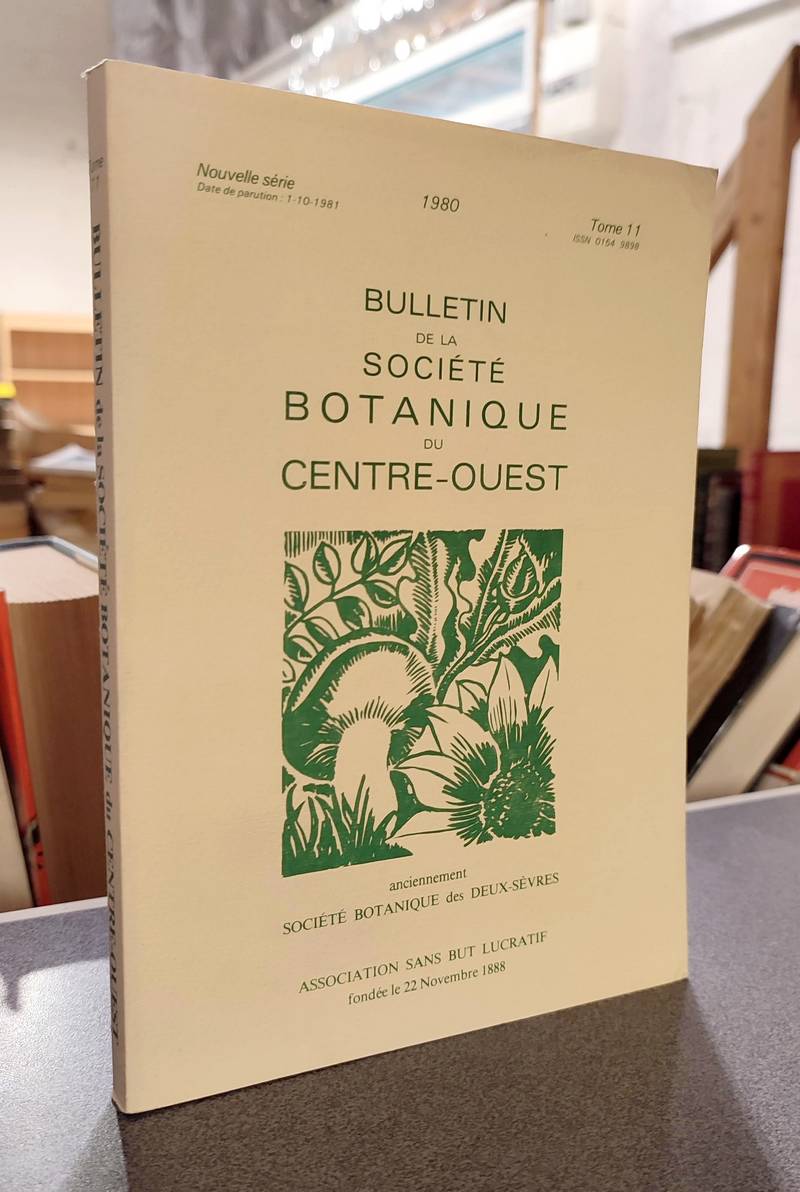 Nouvelle série
Date de parution : 1-10-1981
1980
Tome 11
ISSN 0154 9898
BULLETIN
DE LA
SOCIÉTÉ
BOTANIQUE
DU
CENTRE-OUEST
anciennement
SOCIÉTÉ BOTANIQUE des DEUX-SÈVRES
ASSOCIATION SANS BUT LUCRATIF
fondée le 22 Novembre 1888
Tome
11
BULLETIN de la SOCIÉTÉ BOTANIQUE du CENTRE-OUEST